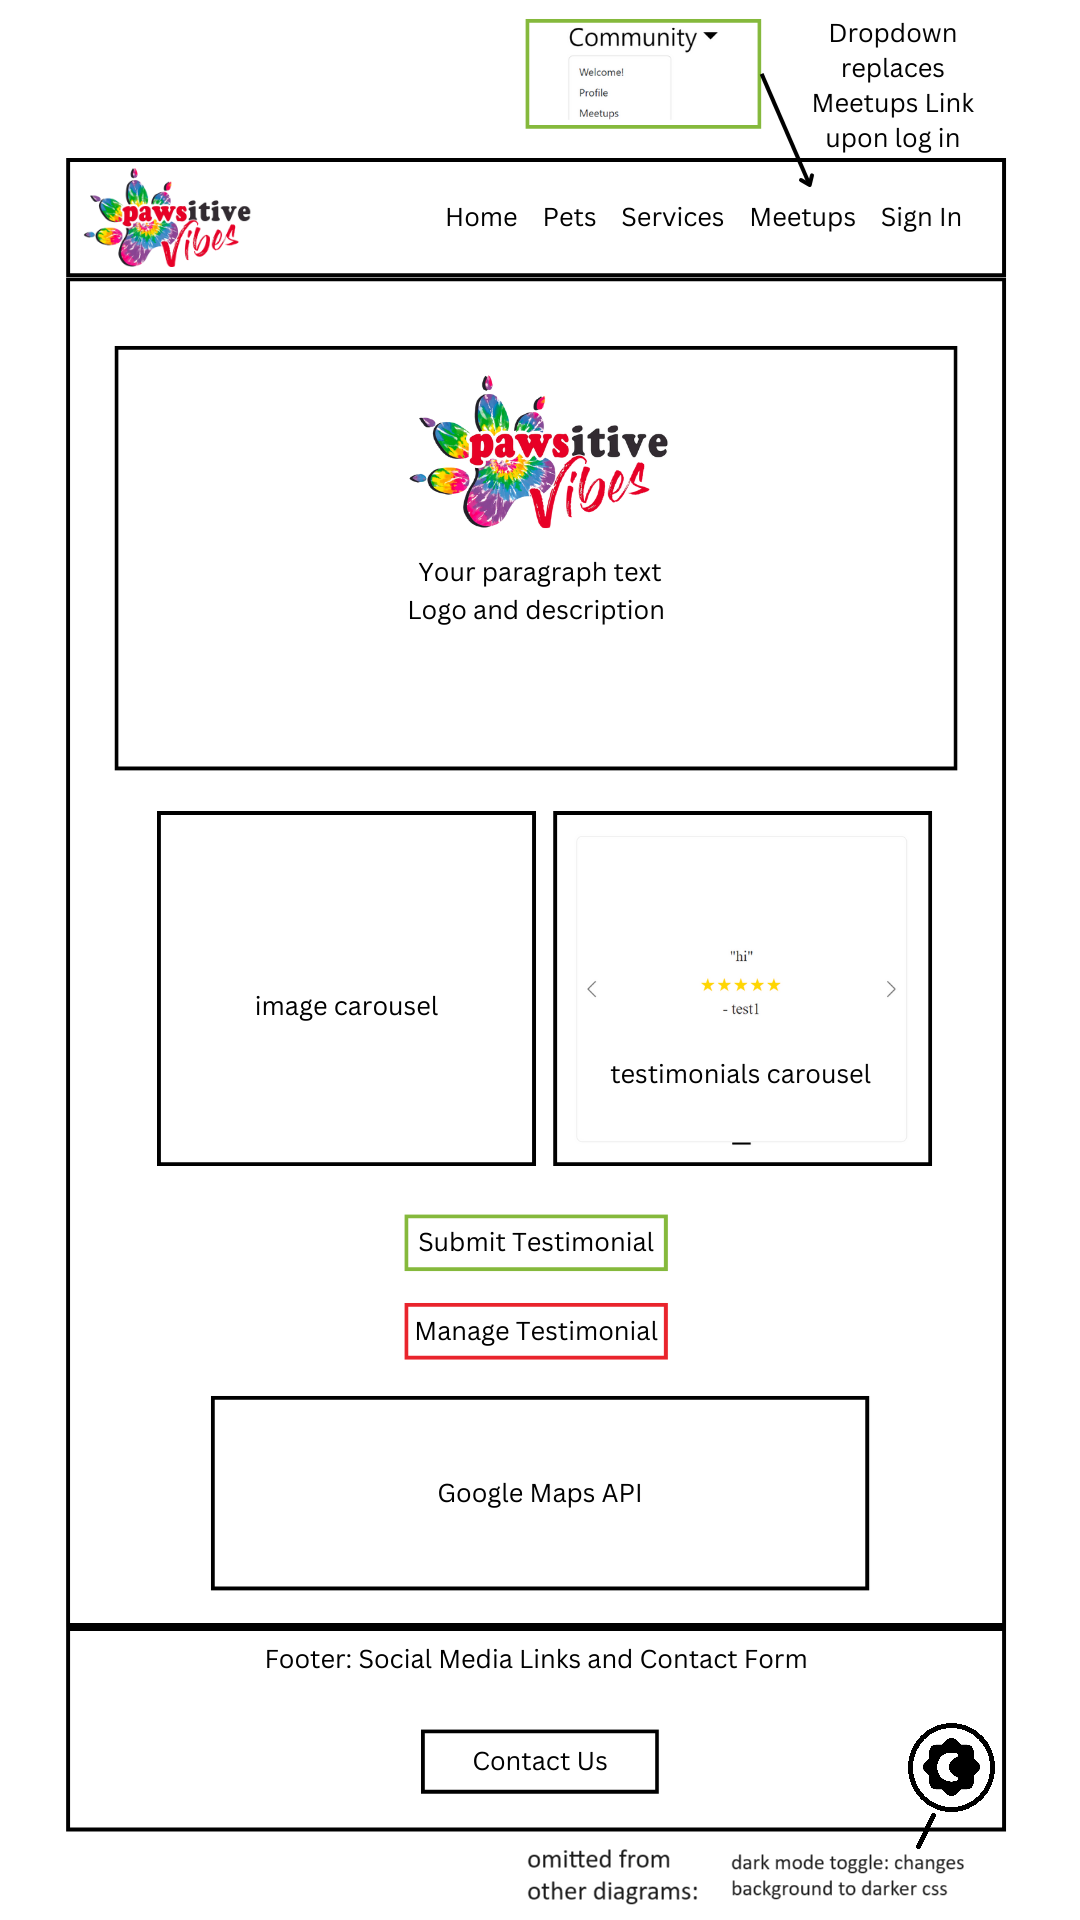 Community
Welcome!
Profile
Meetups
Dropdown
replaces
Meetups Link
upon log in
pawsitive
Vibes
Home Pets Services Meetups Sign In
pawsitive
Vibes
Your paragraph text
Logo and description
image carousel
"hi"
★★★★★
- test1
testimonials carousel
Submit Testimonial
Manage Testimonial
Google Maps API
Footer: Social Media Links and Contact Form
Contact Us
omitted from
other diagrams:
dark mode toggle: changes
background to darker css